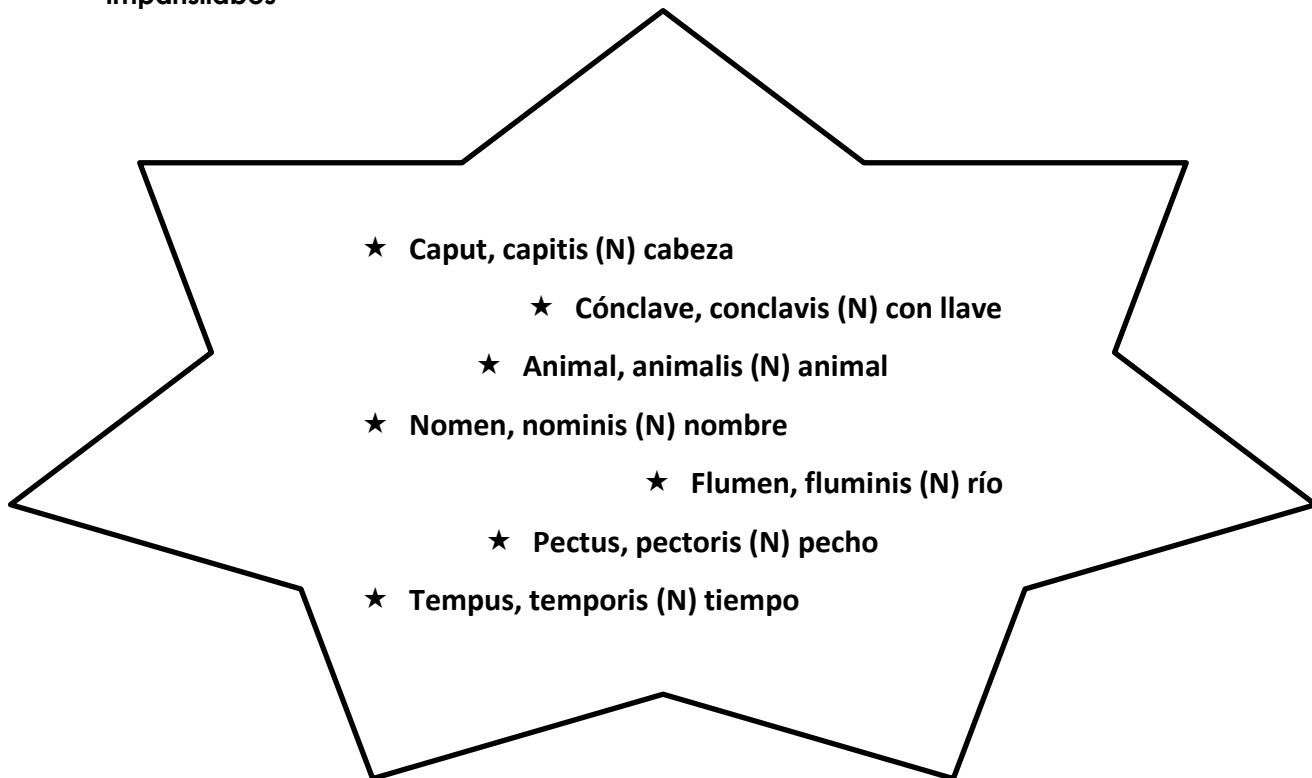 imparisílabos
★ Caput, capitis (N) cabeza
★ Cónclave, conclavis (N) con llave
★ Animal, animalis (N) animal
★ Nomen, nominis (N) nombre
★ Flumen, fluminis (N) río
★ Pectus, pectoris (N) pecho
★ Tempus, temporis (N) tiempo